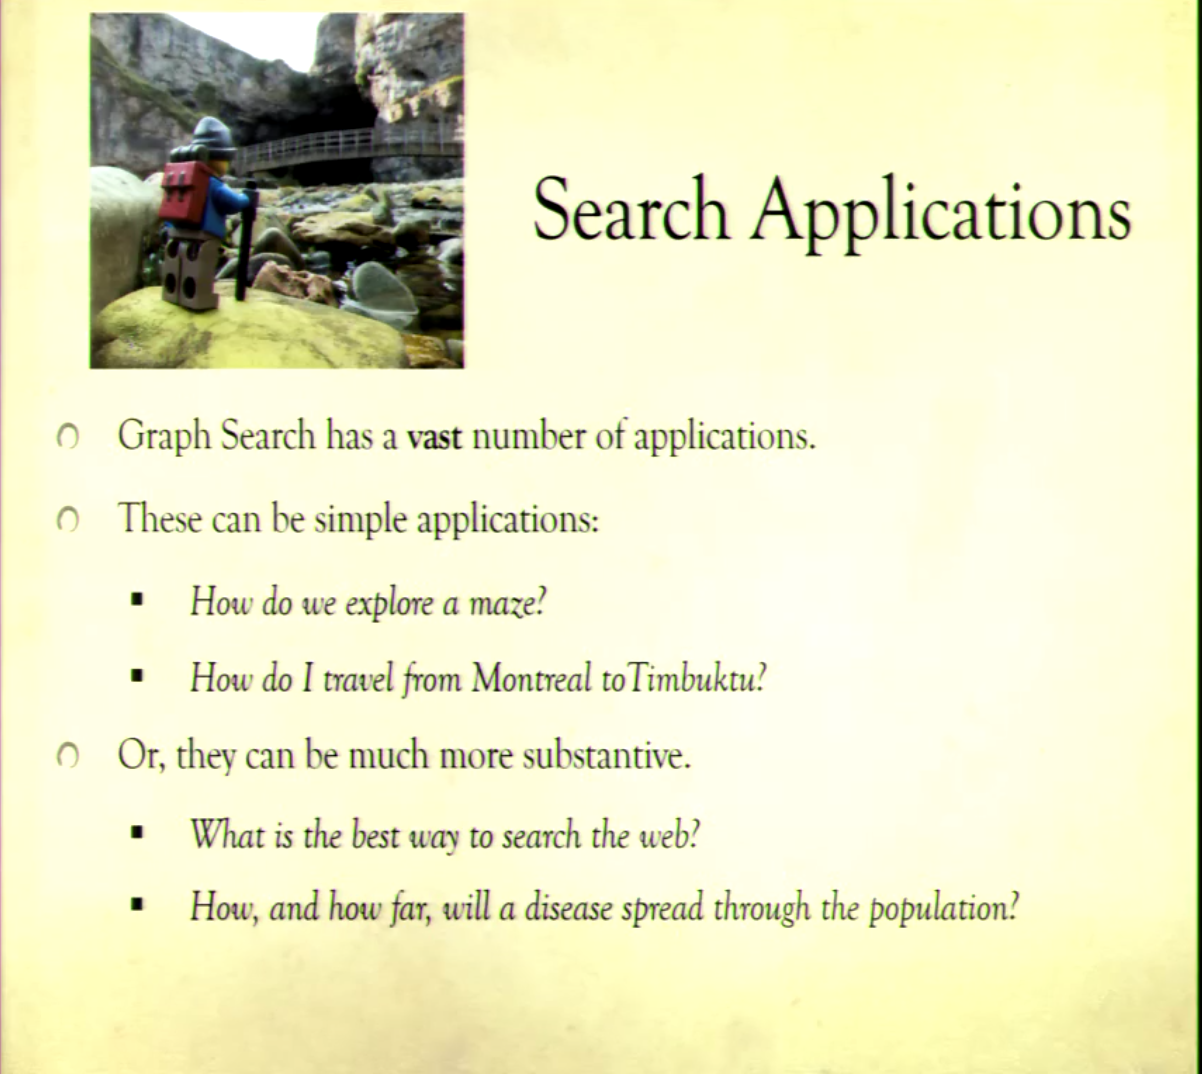 Search Applications
Graph Search has a vast number of applications.
These can be simple applications:
How do we explore a maze?
How do I travel from Montreal toTimbuktu?
Or, they can be much more substantive.
What is the best way to search the web?
How, and how far, will a disease spread through the population?